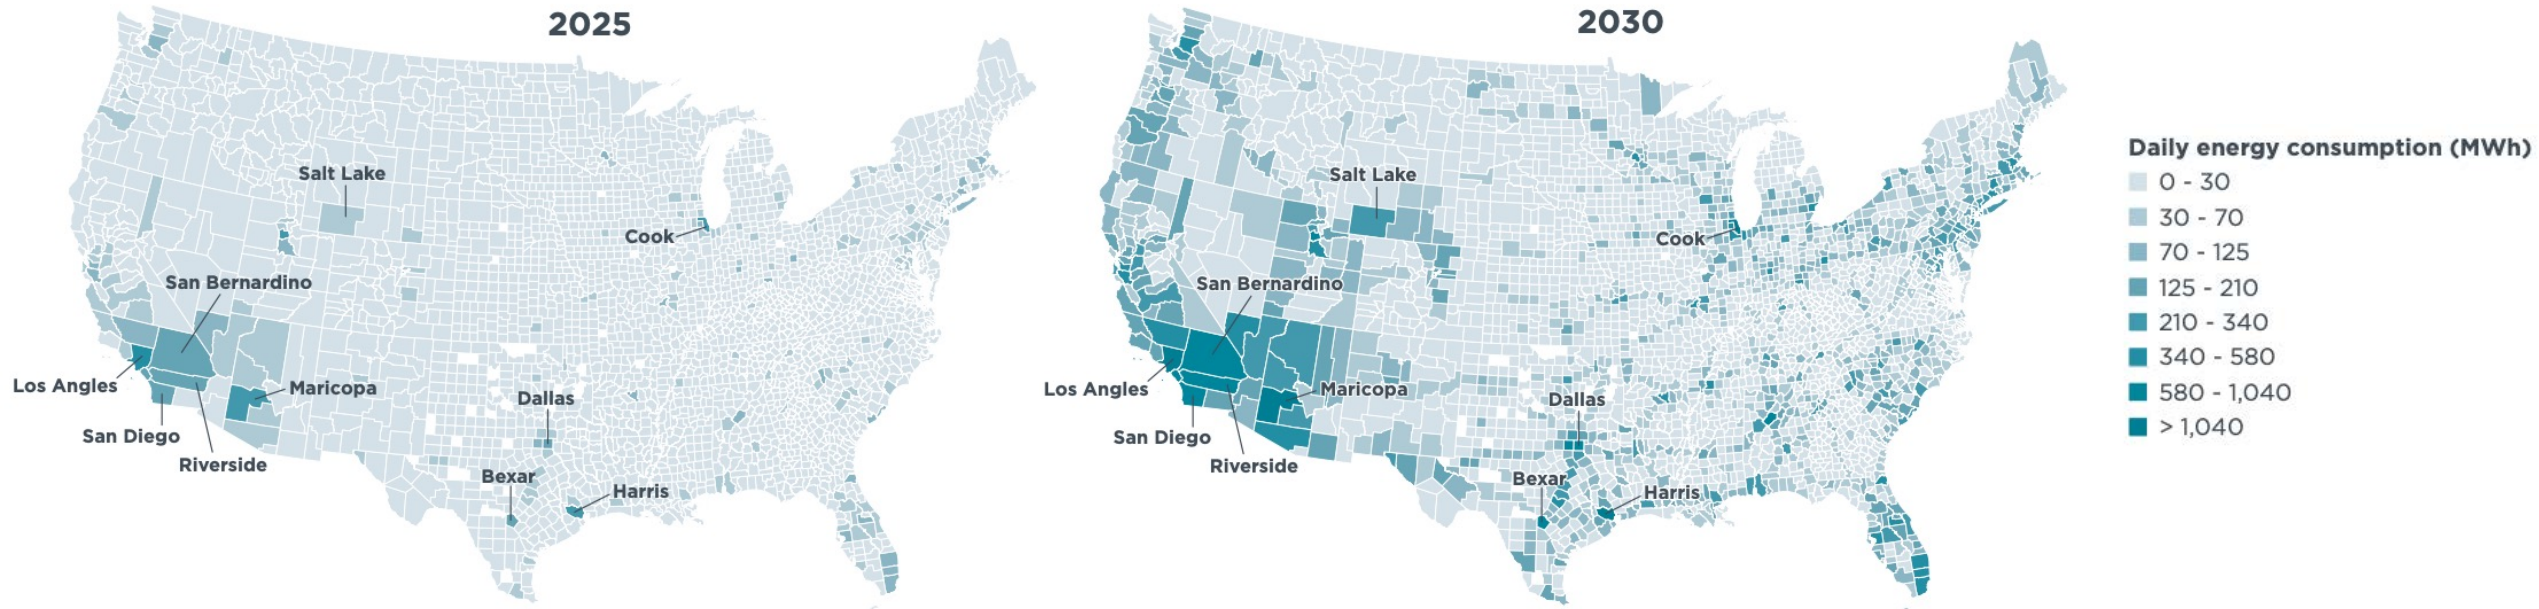 2025
Salt Lake
Cook
San Bernardino
Los Angles
Maricopa
Dallas
San Diego
Riverside
Bexar
Harris
2030
Salt Lake
Cook
San Bernardino
Los Angles
Maricopa
Dallas
San Diego
Riverside
Bexar
Harris
Daily energy consumption (MWh)
0 - 30
30 - 70
70 - 125
125 - 210
210 - 340
340 - 580
580 - 1,040
> 1,040